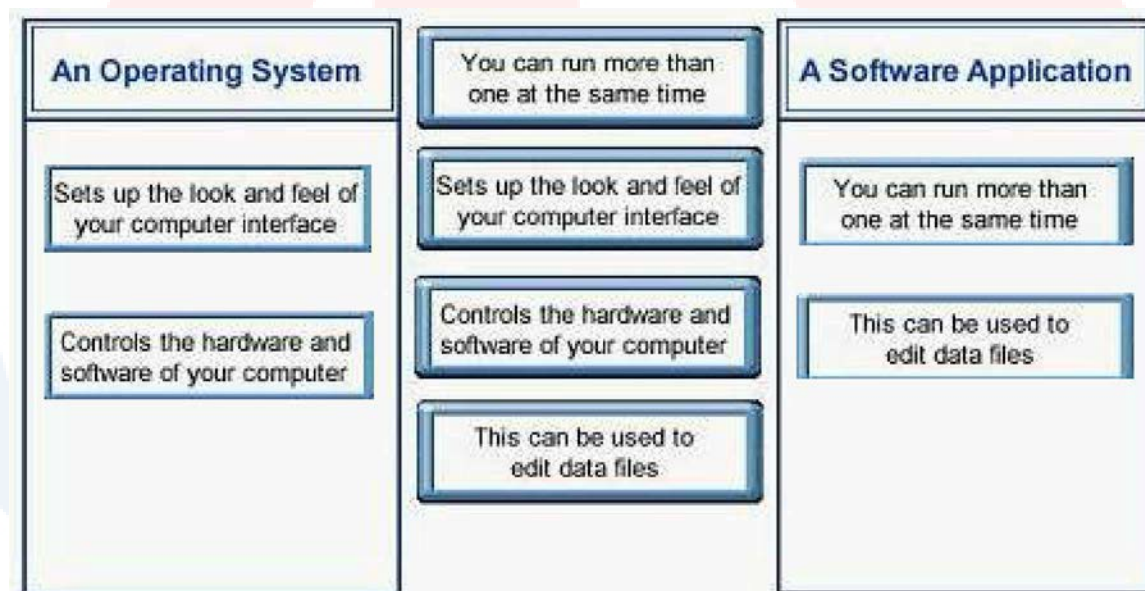 An Operating System
Sets up the look and feel of
your computer interface
Controls the hardware and
software of your computer
You can run more than
one at the same time
Sets up the look and feel of
your computer interface
Controls the hardware and
software of your computer
This can be used to
edit data files
A Software Application
You can run more than
one at the same time
This can be used to
edit data files